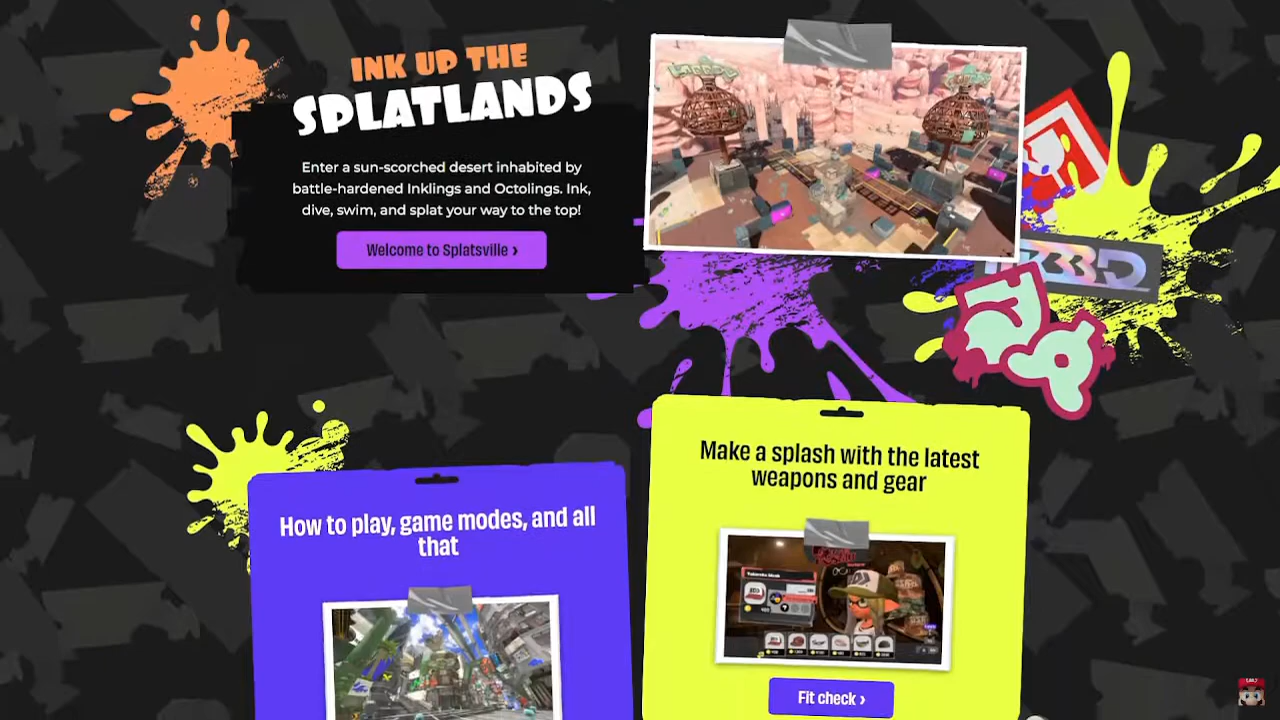 INK UP THE
SPLATLANDS
Enter a sun-scorched desert inhabited by
battle-hardened Inklings and Octolings. Ink,
dive, swim, and splat your way to the top!
Welcome to Splatsville ›
Make a splash with the latest
weapons and gear
How to play, game modes, and all
that
Fit check ›